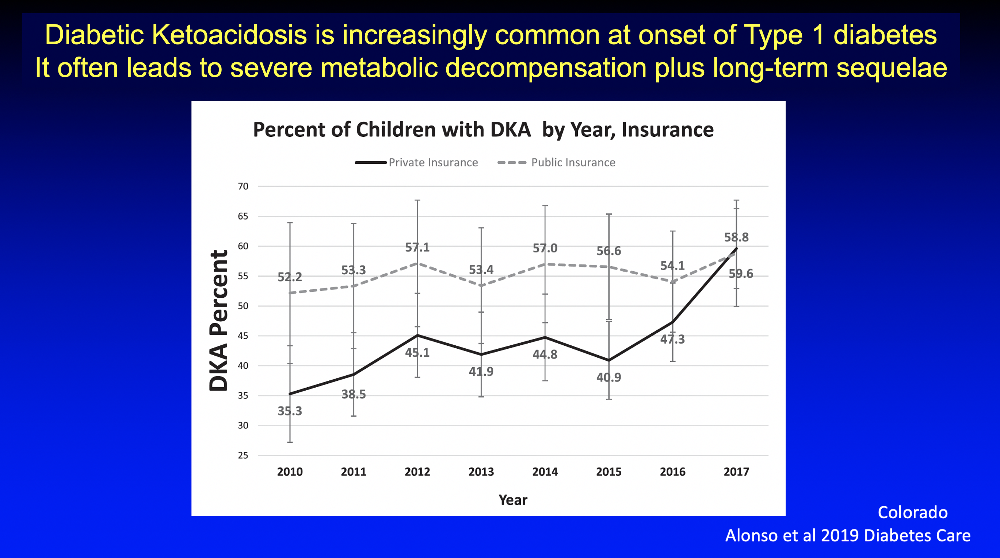 Diabetic Ketoacidosis is increasingly common at onset of Type 1 diabetes
It often leads to severe metabolic decompensation plus long-term sequelae
Percent of Children with DKA by Year, Insurance
Private Insurance Public Insurance
DKA Percent
70
65
60
55
50
45
40
35
30
25
52.2 53.3 57.1 53.4 57.0 56.6 54.1 58.8
35.3 38.5 45.1 41.9 44.8 40.9 47.3 59.6
2010 2011 2012 2013 2014 2015 2016 2017
Year
Colorado
Alonso et al 2019 Diabetes Care